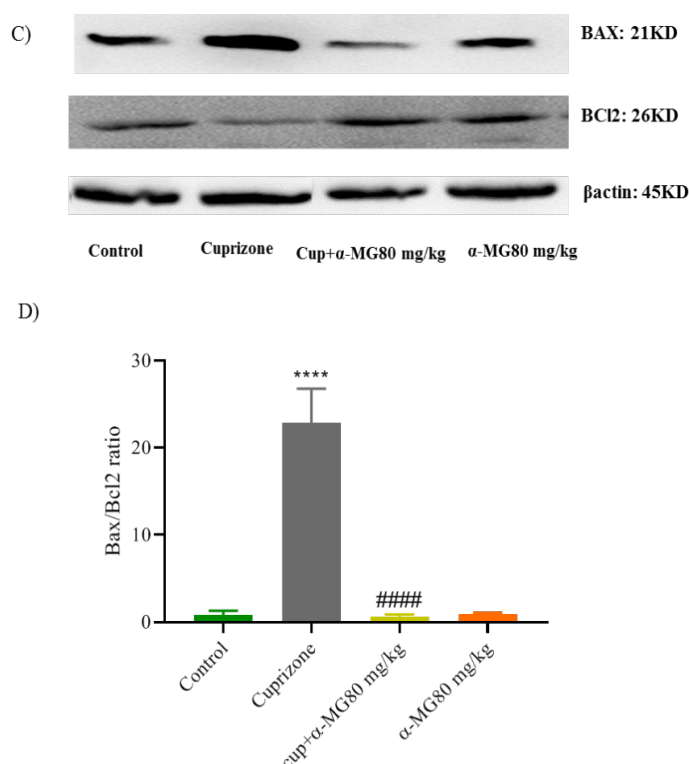 C)
BAX: 21KD
BCl2: 26KD
βactin: 45KD
Control Cuprizone Cup+α-MG80 mg/kg α-MG80 mg/kg
D)
30
****
20
Bax/Bcl2 ratio
10
####
0
Control
Cuprizone
cup+α-MG80 mg/kg
α-MG80 mg/kg